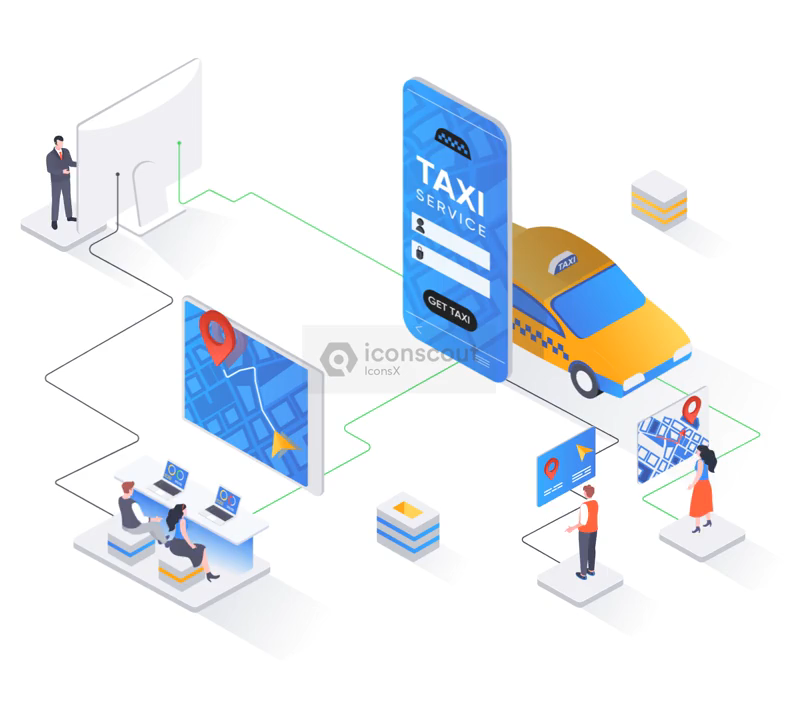 TAXI
SERVICE
GET TAXI
TAXI
iconscout
IconsX